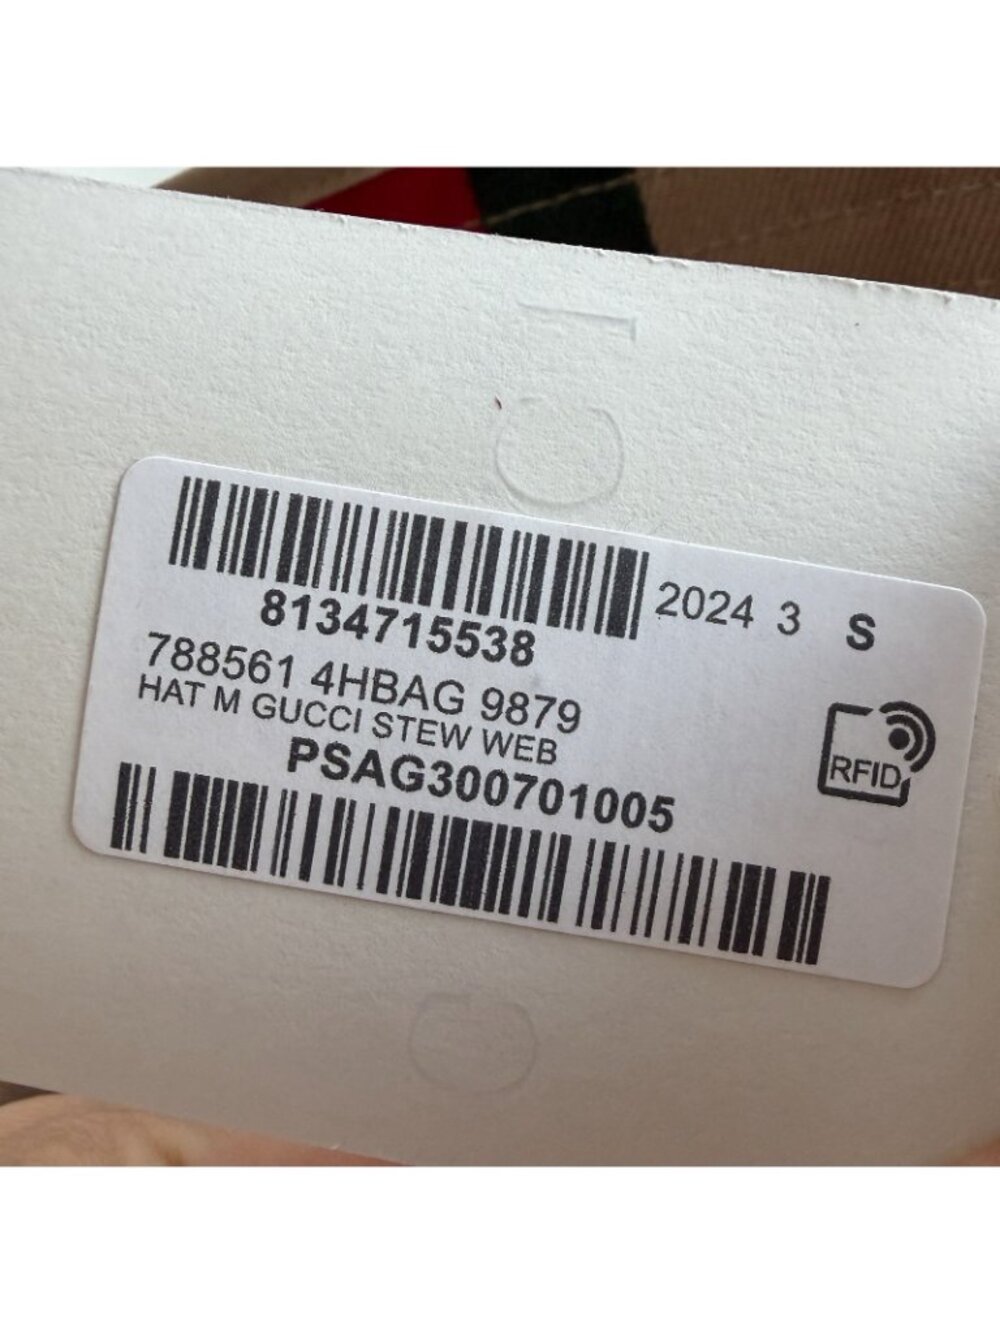 8134715538
2024 3 S
788561 4HBAG 9879
HAT M GUCCI STEW WEB
PSAG300701005
RFID